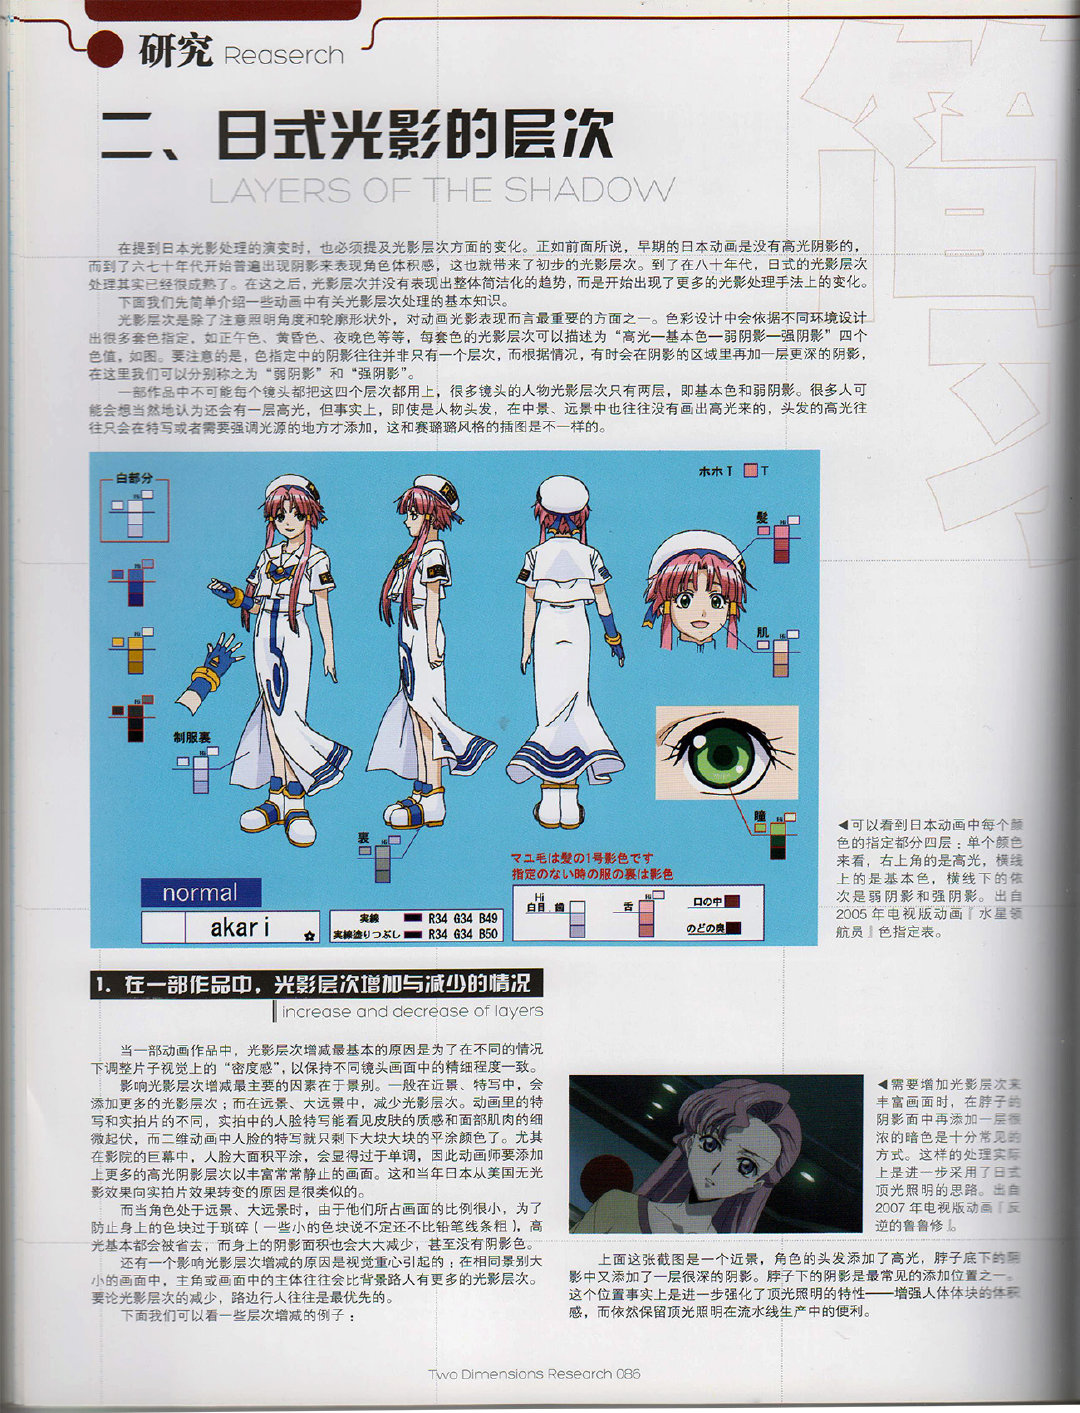 研究 Reaserch
二、日式光影的层次
LAYERS OF THE SHADOW
在提到日本光影处理的演变时，也必须提及光影层次方面的变化。正如前面所说，早期的日本动画是没有高光阴影的，
而到了六七十年代开始普遍出现阴影来表现角色体积感，这也就带来了初步的光影层次。到了在八十年代，日式的光影层次
处理其实已经很成熟了。在这之后，光影层次并没有表现出整体简洁化的趋势，而是开始出现了更多的光影处理手法上的变化。
下面我们先简单介绍一些动画中有关光影层次处理的基本知识。
光影层次是除了注意照明角度和轮廓形状外，对动画光影表现而言最重要的方面之一。色彩设计中会依据不同环境设计
出很多套色指定，如正午色、黄昏色、夜晚色等等，每套色的光影层次可以描述为“高光—基本色—弱阴影—强阴影”四个
色值，如图。要注意的是，色指定中的阴影往往并非只有一个层次，而根据情况，有时会在阴影的区域里再加一层更深的阴影，
在这里我们可以分别称之为“弱阴影”和“强阴影”。
一部作品中不可能每个镜头都把这四个层次都用上，很多镜头的人物光影层次只有两层，即基本色和弱阴影。很多人可
能会想当然地认为还会有一层高光，但事实上，即使是人物头发，在中景、远景中也往往没有画出高光来的，头发的高光往
往只会在特写或者需要强调光源的地方才添加，这和赛璐璐风格的插图是不一样的。
白部分
ホホT T
髪
肌
制服裏
裏
瞳
マユ毛は髪の1号影色です
指定のない時の服の裏は影色
normal
akari
実線 R34 G34 B49
実線塗りつぶし R34 G34 B50
Hi
白目 歯
舌
口の中
のどの奥
◀可以看到日本动画中每个颜
色的指定都分四层：单个颜色
来看，右上角的是高光，横线
上的是基本色，横线下的依
次是弱阴影和强阴影。出自
2005 年电视版动画『水星领
航员』色指定表。
1. 在一部作品中，光影层次增加与减少的情况
increase and decrease of layers
当一部动画作品中，光影层次增减最基本的原因是为了在不同的情况
下调整片子视觉上的“密度感”，以保持不同镜头画面中的精细程度一致。
影响光影层次增减最主要的因素在于景别。一般在近景、特写中，会
添加更多的光影层次；而在远景、大远景中，减少光影层次。动画里的特
写和实拍片的不同，实拍中的人脸特写能看见皮肤的质感和面部肌肉的细
微起伏，而二维动画中人脸的特写就只剩下大块大块的平涂颜色了。尤其
在影院的巨幕中，人脸大面积平涂，会显得过于单调，因此动画师要添加
上更多的高光阴影层次以丰富常常静止的画面。这和当年日本从美国无光
影效果向实拍片效果转变的原因是很类似的。
而当角色处于远景、大远景时，由于他们所占画面的比例很小，为了
防止身上的色块过于琐碎（一些小的色块说不定还不比铅笔线条粗），高
光基本都会被省去，而身上的阴影面积也会大大减少，甚至没有阴影色。
还有一个影响光影层次增减的原因是视觉重心引起的；在相同景别大
小的画面中，主角或画面中的主体往往会比背景路人有更多的光影层次。
要论光影层次的减少，路边行人往往是最优先的。
下面我们可以看一些层次增减的例子：
◀需要增加光影层次来
丰富画面时，在脖子的
阴影面中再添加一层很
浓的暗色是十分常见的
方式。这样的处理实际
上是进一步采用了日式
顶光照明的思路。出自
2007 年电视版动画『反
逆的鲁鲁修』。
上面这张截图是一个近景，角色的头发添加了高光，脖子底下的阴
影中又添加了一层很深的阴影。脖子下的阴影是最常见的添加位置之一。
这个位置事实上是进一步强化了顶光照明的特性——增强人体体块的体积
感，而依然保留顶光照明在流水线生产中的便利。
Two Dimensions Research 086